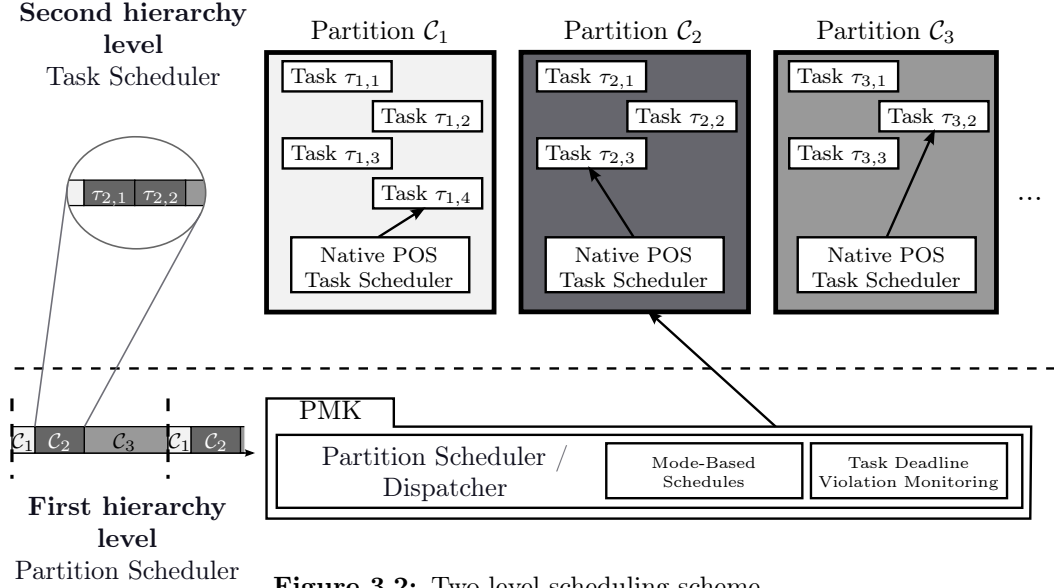 Second hierarchy
level
Task Scheduler
Partition 𝒞₁
Partition 𝒞₂
Partition 𝒞₃
Task τ₁,₁
Task τ₁,₂
Task τ₁,₃
Task τ₁,₄
Native POS
Task Scheduler
Task τ₂,₁
Task τ₂,₂
Task τ₂,₃
Native POS
Task Scheduler
Task τ₃,₁
Task τ₃,₂
Task τ₃,₃
Native POS
Task Scheduler
...
τ₂,₁ τ₂,₂
𝒞₁ 𝒞₂ 𝒞₃ 𝒞₁ 𝒞₂
First hierarchy
level
Partition Scheduler
PMK
Partition Scheduler /
Dispatcher
Mode-Based
Schedules
Task Deadline
Violation Monitoring
Figure 3.2: Two-level scheduling scheme